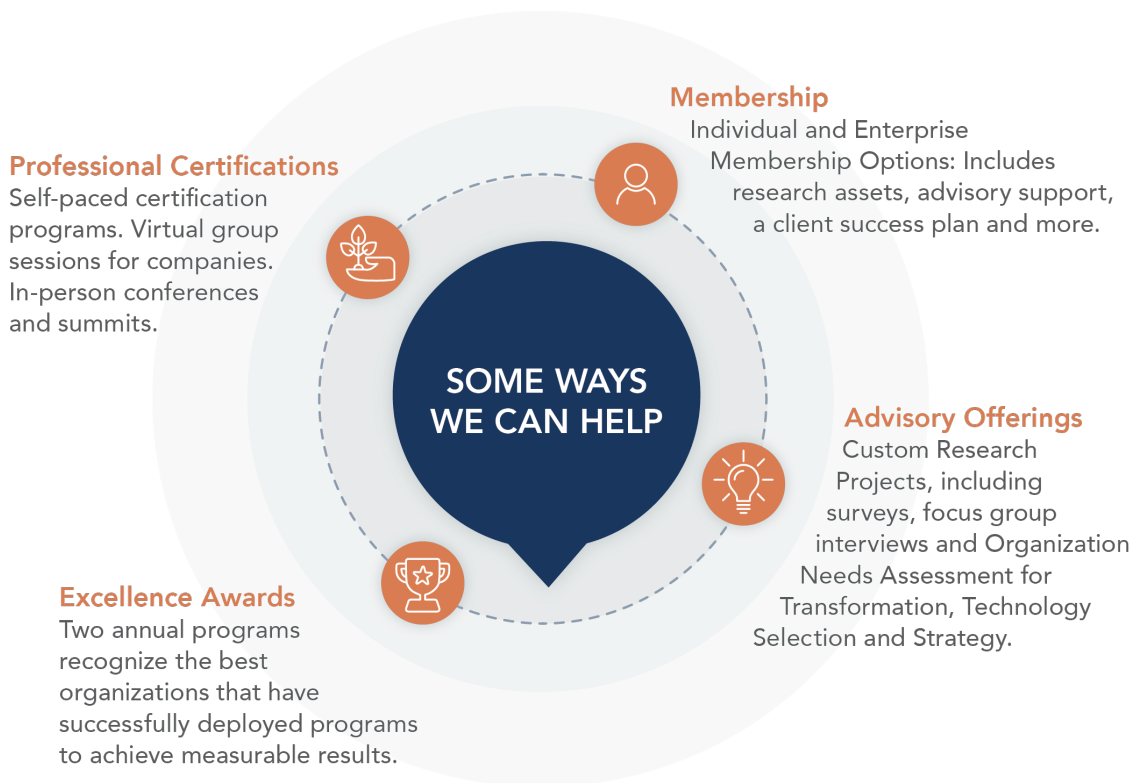 Membership
Individual and Enterprise
Membership Options: Includes
research assets, advisory support,
a client success plan and more.
Professional Certifications
Self-paced certification
programs. Virtual group
sessions for companies.
In-person conferences
and summits.
SOME WAYS
WE CAN HELP
Advisory Offerings
Custom Research
Projects, including
surveys, focus group
interviews and Organization
Needs Assessment for
Transformation, Technology
Selection and Strategy.
Excellence Awards
Two annual programs
recognize the best
organizations that have
successfully deployed programs
to achieve measurable results.